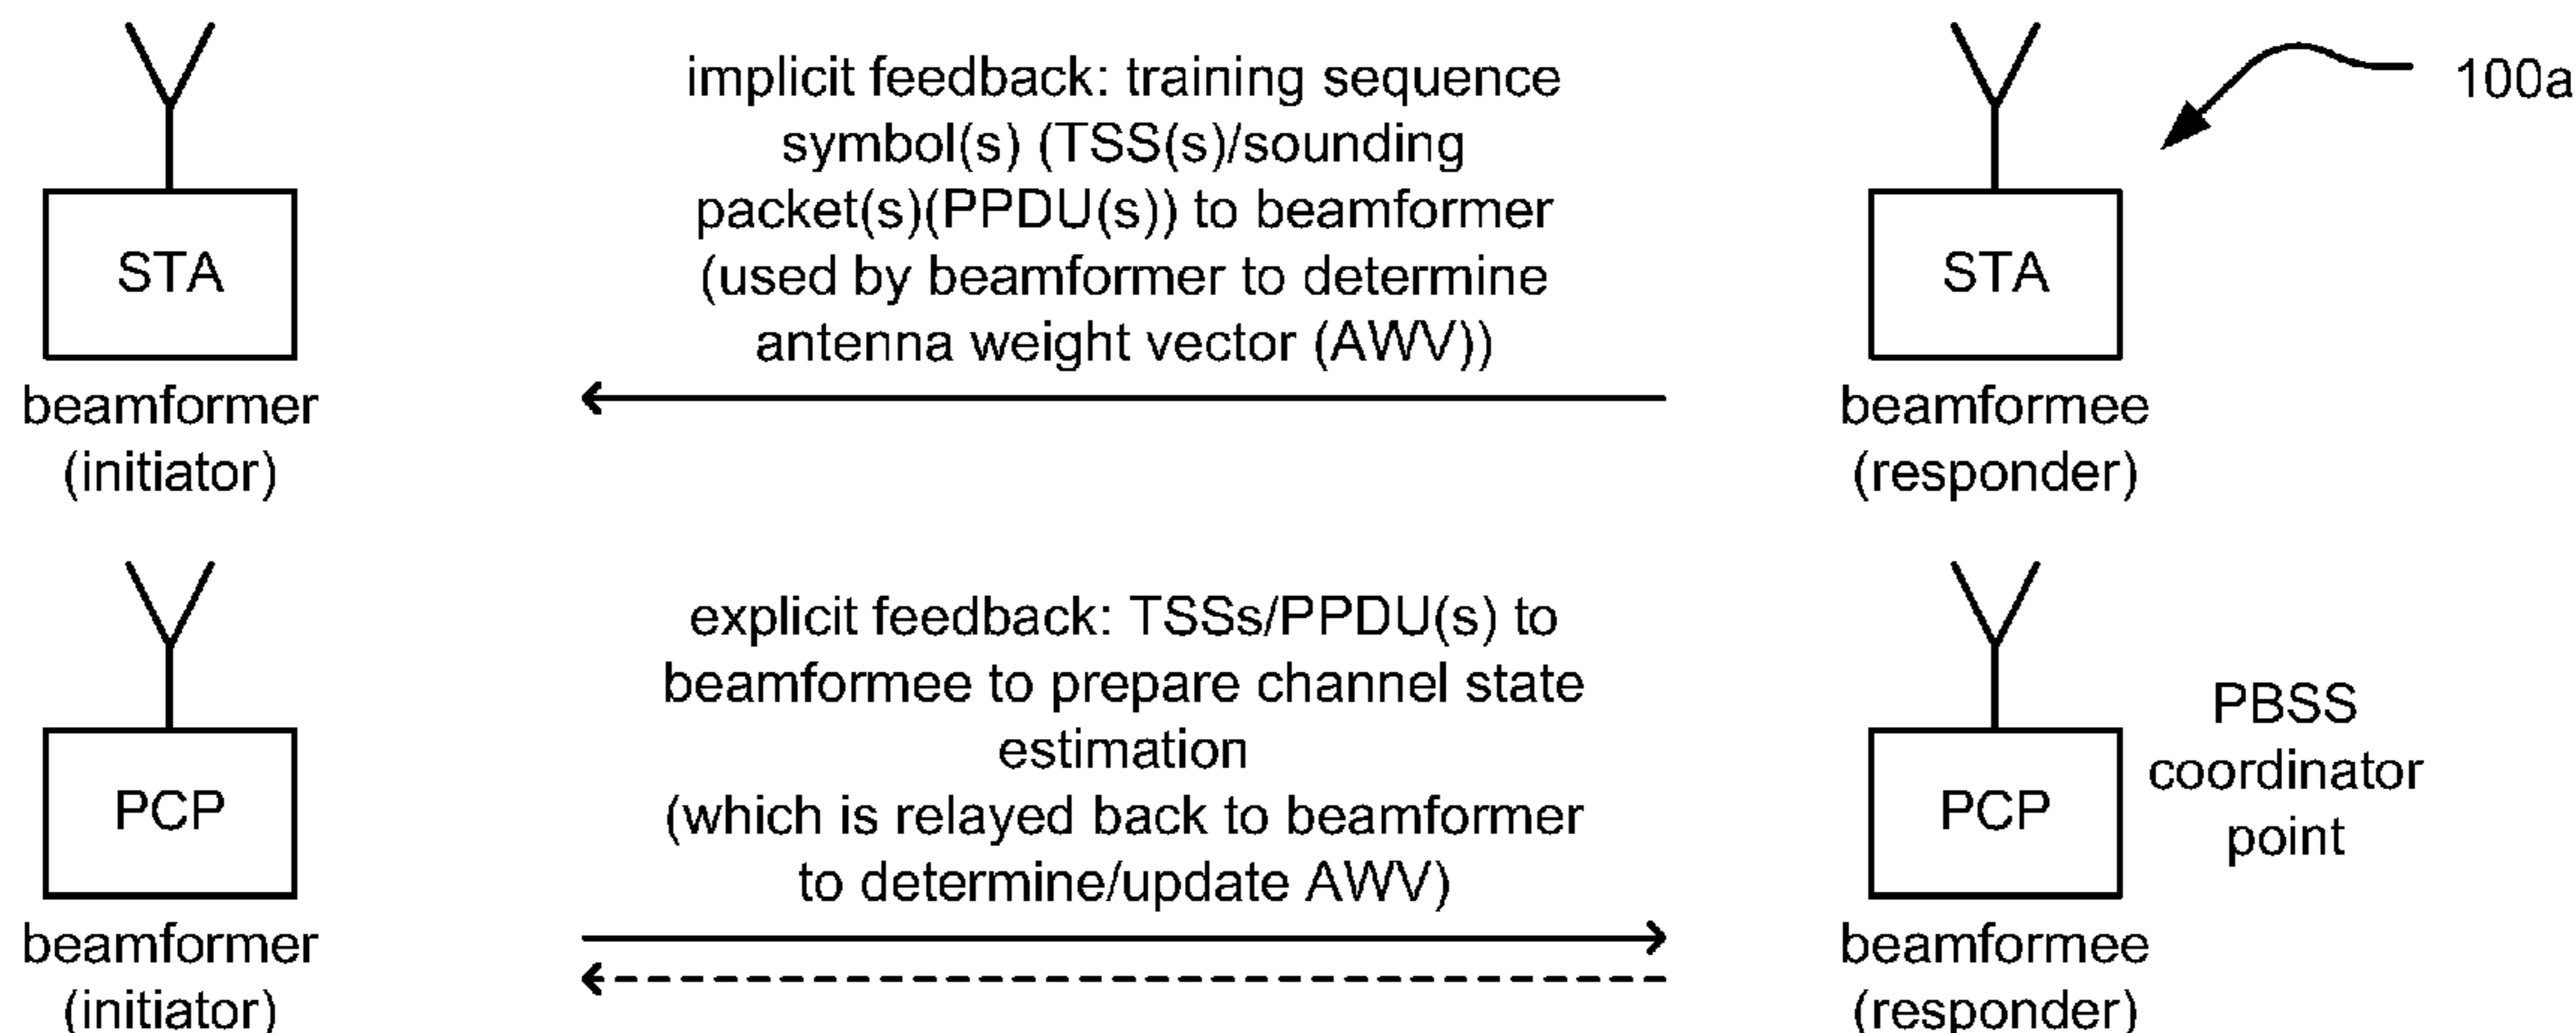 implicit feedback: training sequence
symbol(s) (TSS(s)/sounding
packet(s)(PPDU(s)) to beamformer
(used by beamformer to determine
antenna weight vector (AWV))
100a
STA
STA
beamformer
(initiator)
beamformee
(responder)
explicit feedback: TSSs/PPDU(s) to
beamformee to prepare channel state
estimation
(which is relayed back to beamformer
to determine/update AWV)
PCP
PCP
PBSS
coordinator
point
beamformer
(initiator)
beamformee
(responder)